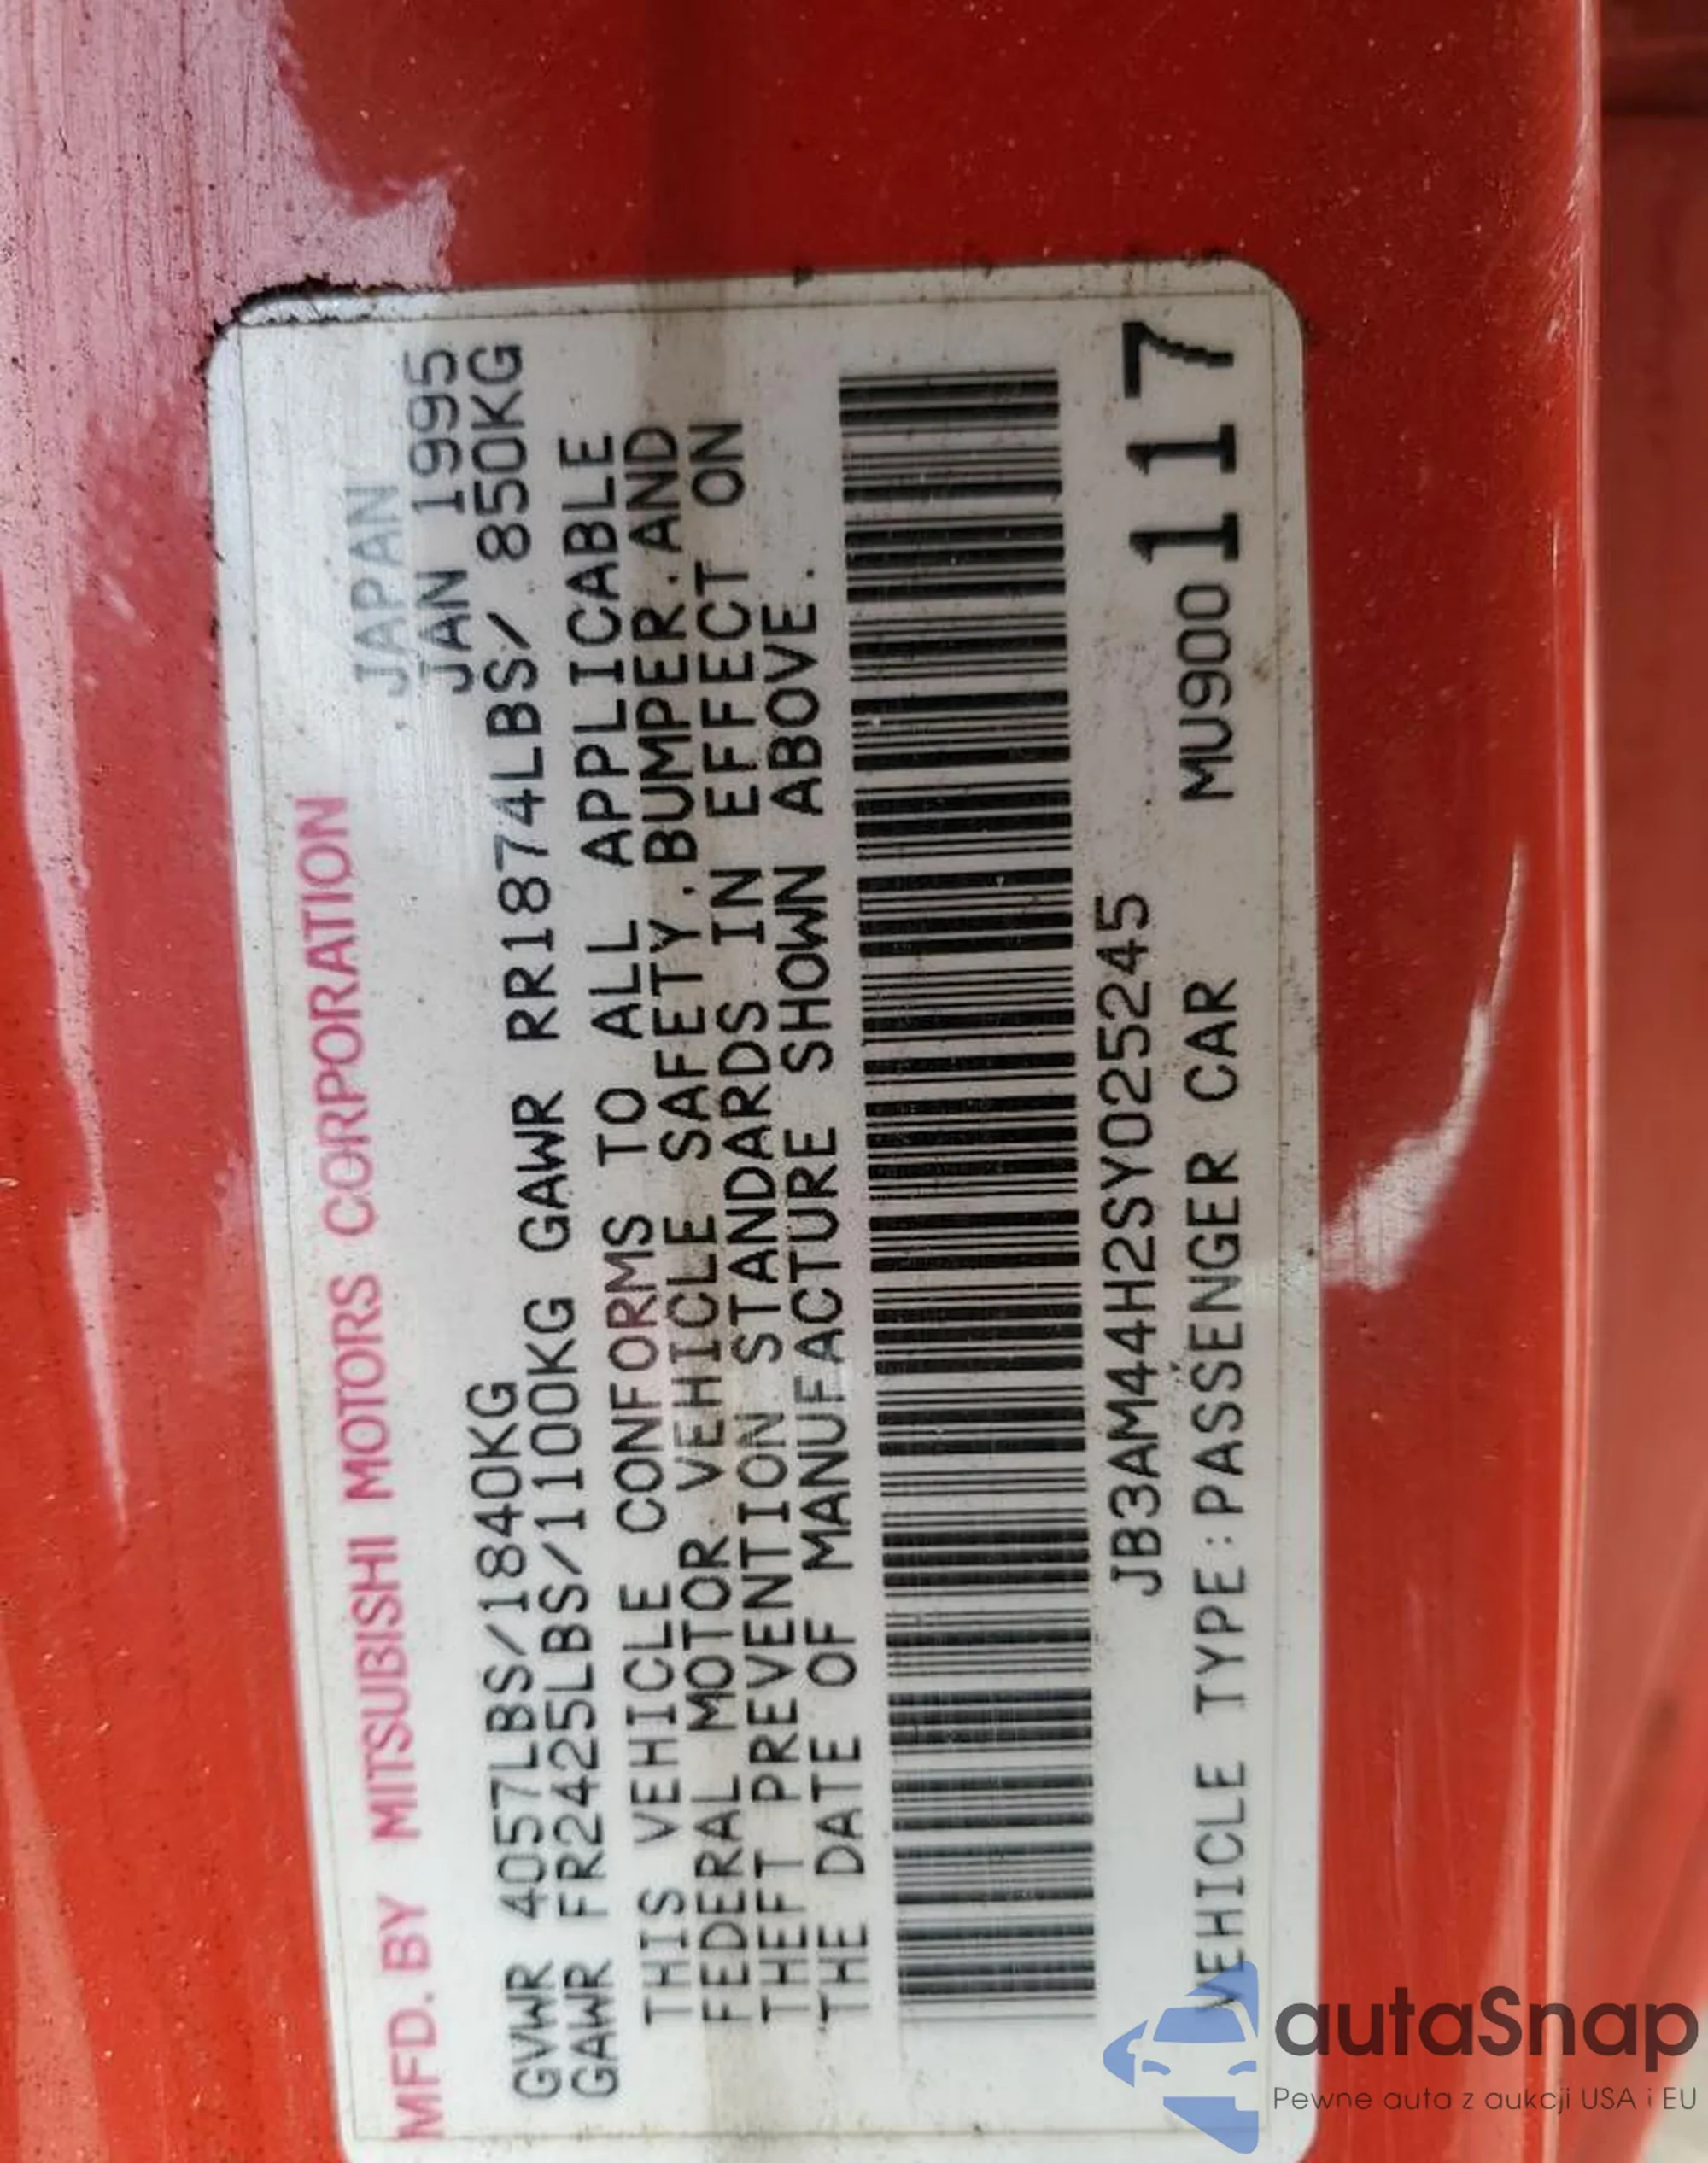 MFD. BY MITSUBISHI MOTORS CORPORATION
JAPAN
JAN 1995
GVWR 4057LBS/1840KG
GAWR FR2425LBS/1100KG GAWR RR1874LBS/ 850KG
THIS VEHICLE CONFORMS TO ALL APPLICABLE
FEDERAL MOTOR VEHICLE SAFETY,BUMPER,AND
THEFT PREVENTION STANDARDS IN EFFECT ON
THE DATE OF MANUFACTURE SHOWN ABOVE.
JB3AM44H2SY025245
VEHICLE TYPE:PASSENGER CAR MU900117
autaSnap
Pewne auta z aukcji USA i EU